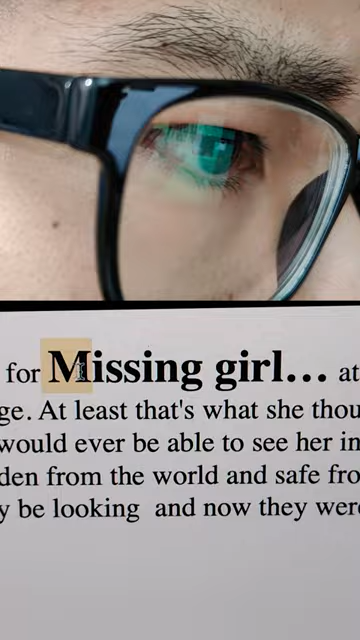 for Missing girl... at
ge. At least that's what she thou
would ever be able to see her in
den from the world and safe fro
y be looking  and now they were